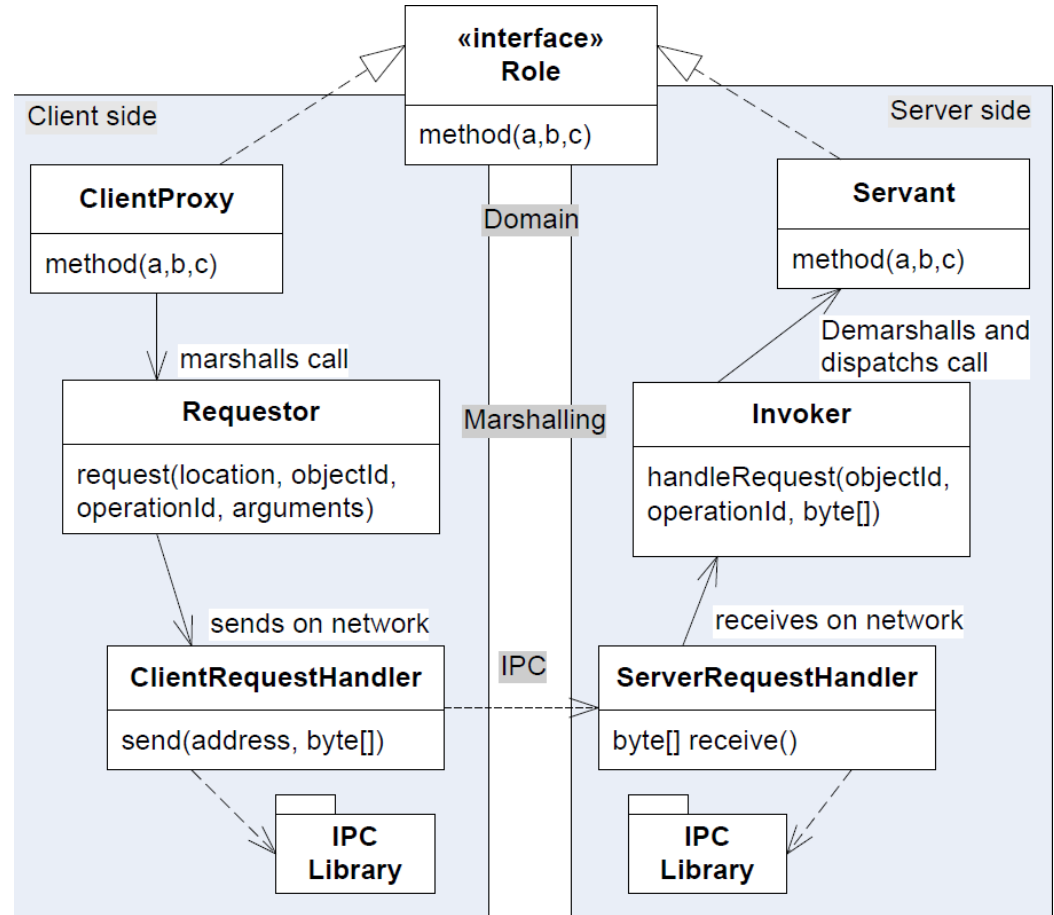 «interface»
Role
method(a,b,c)
Client side
Server side
ClientProxy
method(a,b,c)
Domain
Servant
method(a,b,c)
marshalls call
Demarshalls and
dispatchs call
Requestor
request(location, objectId,
operationId, arguments)
Marshalling
Invoker
handleRequest(objectId,
operationId, byte[])
sends on network
receives on network
ClientRequestHandler
send(address, byte[])
IPC
ServerRequestHandler
byte[] receive()
IPC
Library
IPC
Library